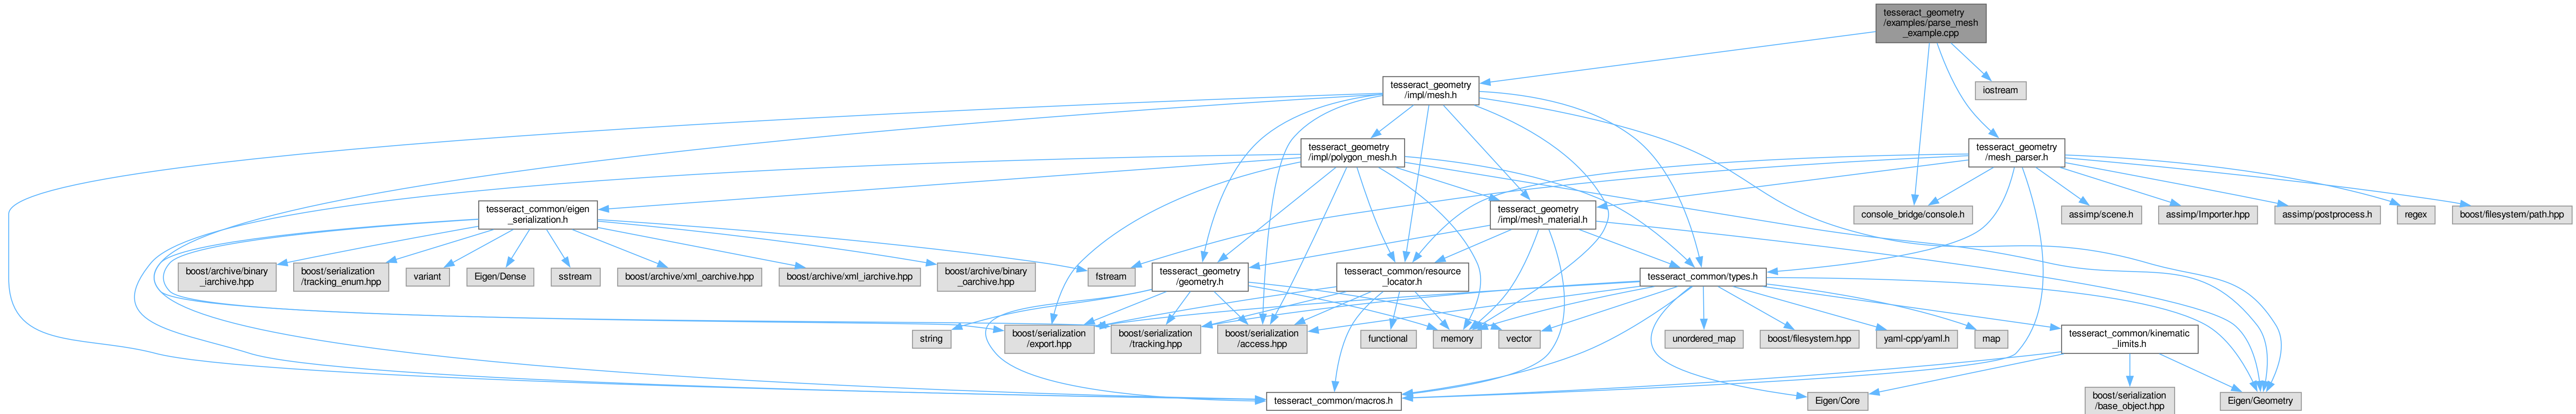 tesseract_geometry
/examples/parse_mesh
_example.cpp
tesseract_geometry
/impl/mesh.h
iostream
tesseract_geometry
/impl/polygon_mesh.h
tesseract_geometry
/mesh_parser.h
tesseract_common/eigen
_serialization.h
tesseract_geometry
/impl/mesh_material.h
console_bridge/console.h
assimp/scene.h
assimp/Importer.hpp
assimp/postprocess.h
regex
boost/filesystem/path.hpp
boost/archive/binary
_iarchive.hpp
boost/serialization
/tracking_enum.hpp
variant
Eigen/Dense
sstream
boost/archive/xml_oarchive.hpp
boost/archive/xml_iarchive.hpp
boost/archive/binary
_oarchive.hpp
fstream
tesseract_geometry
/geometry.h
tesseract_common/resource
_locator.h
tesseract_common/types.h
string
boost/serialization
/export.hpp
boost/serialization
/tracking.hpp
boost/serialization
/access.hpp
functional
memory
vector
unordered_map
boost/filesystem.hpp
yaml-cpp/yaml.h
map
tesseract_common/kinematic
_limits.h
tesseract_common/macros.h
Eigen/Core
boost/serialization
/base_object.hpp
Eigen/Geometry